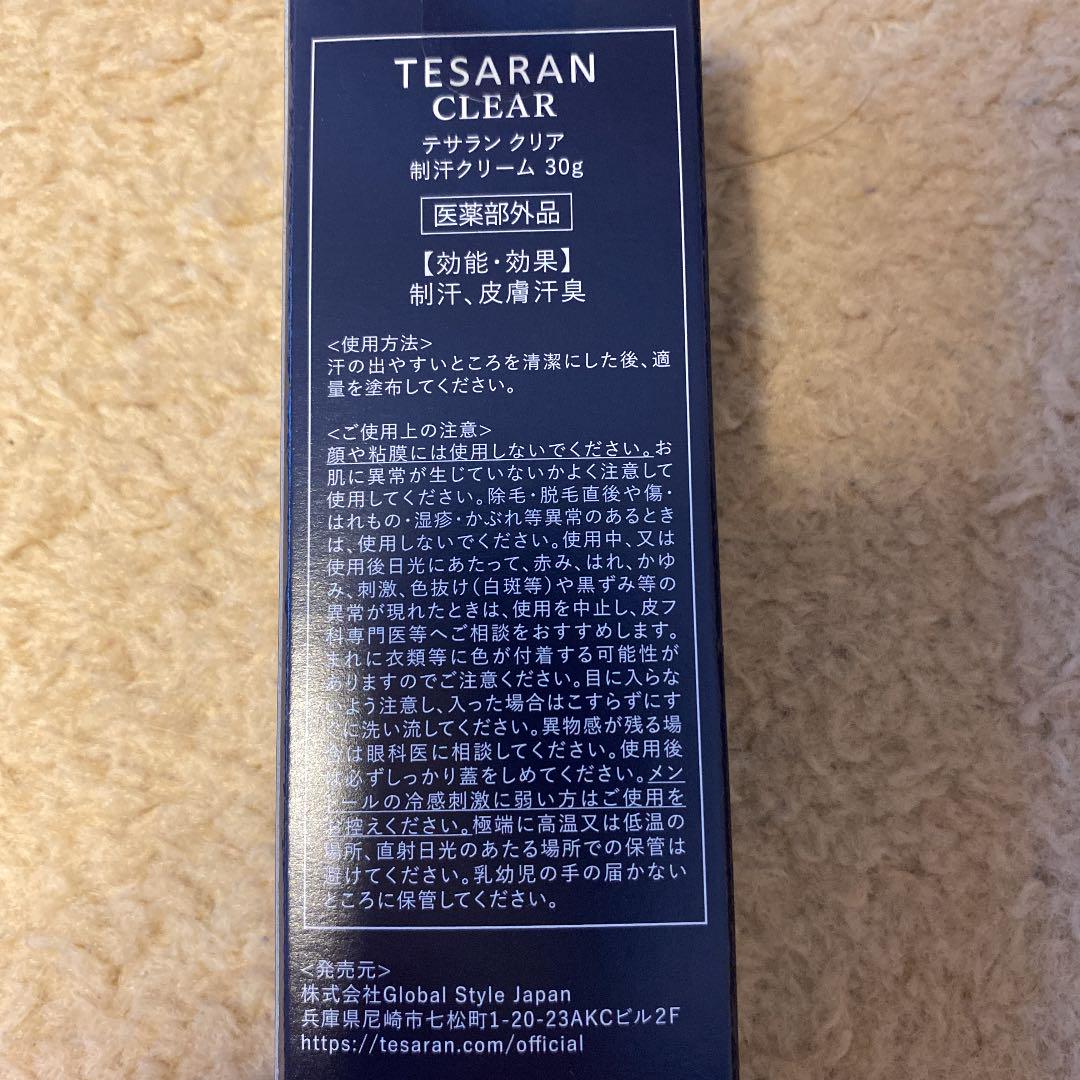 TESARAN
CLEAR
テサラン クリア
制汗クリーム 30g
医薬部外品
【効能・効果】
制汗、皮膚汗臭
<使用方法>
汗の出やすいところを清潔にした後、適
量を塗布してください。
<ご使用上の注意>
顔や粘膜には使用しないでください。お
肌に異常が生じていないかよく注意して
使用してください。除毛・脱毛直後や傷・
はれもの・湿疹・かぶれ等異常のあるとき
は、使用しないでください。使用中、又は
使用後日光にあたって、赤み、はれ、かゆ
み、刺激、色抜け(白斑等)や黒ずみ等の
異常が現れたときは、使用を中止し、皮フ
科専門医等へご相談をおすすめします。
まれに衣類等に色が付着する可能性が
ありますのでご注意ください。目に入らな
いよう注意し、入った場合はこすらずにす
ぐに洗い流してください。異物感が残る場
合は眼科医に相談してください。使用後
は必ずしっかり蓋をしめてください。メン
トールの冷感刺激に弱い方はご使用を
お控えください。極端に高温又は低温の
場所、直射日光のあたる場所での保管は
避けてください。乳幼児の手の届かない
ところに保管してください。
<発売元>
株式会社Global Style Japan
兵庫県尼崎市七松町1-20-23AKCビル2F
https://tesaran.com/official